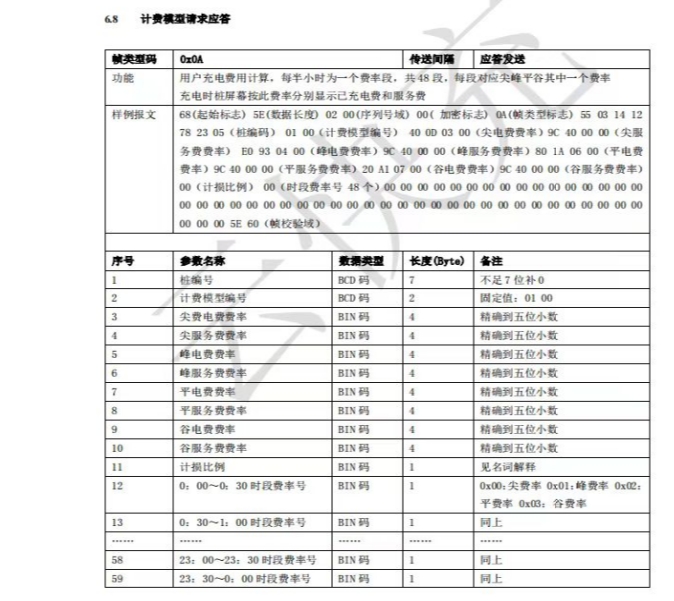 6.8 计费模型请求应答
帧类型码 0x0A 传送间隔 应答发送
功能 用户充电费用计算，每半小时为一个费率段，共48段，每段对应尖峰平谷其中一个费率
充电时桩屏幕按此费率分别显示已充电费和服务费
样例报文 68(起始标志) 5E(数据长度) 02 00(序列号域) 00( 加密标志) 0A(帧类型标志) 55 03 14 12
78 23 05（桩编码） 01 00（计费模型编号） 40 0D 03 00（尖电费费率）9C 40 00 00（尖服
务费费率） E0 93 04 00（峰电费费率）9C 40 00 00（峰服务费费率）80 1A 06 00（平电费
费率）9C 40 00 00（平服务费费率）20 A1 07 00（谷电费费率）9C 40 00 00（谷服务费费率）
00（计损比例） 00（时段费率号 48 个）00 00 00 00 00 00 00 00 00 00 00 00 00 00
00 00 00 00 00 00 00 00 00 00 00 00 00 00 00 00 00 00 00 00 00 00 00 00 00 00 00 00
00 00 00 5E 60（帧校验域）
序号 参数名称 数据类型 长度(Byte) 备注
1 桩编号 BCD 码 7 不足 7 位补 0
2 计费模型编号 BCD 码 2 固定值：01 00
3 尖费电费费率 BIN 码 4 精确到五位小数
4 尖服务费费率 BIN 码 4 精确到五位小数
5 峰电费费率 BIN 码 4 精确到五位小数
6 峰服务费费率 BIN 码 4 精确到五位小数
7 平电费费率 BIN 码 4 精确到五位小数
8 平服务费费率 BIN 码 4 精确到五位小数
9 谷电费费率 BIN 码 4 精确到五位小数
10 谷服务费费率 BIN 码 4 精确到五位小数
11 计损比例 BIN 码 1 见名词解释
12 0：00～0：30 时段费率号 BIN 码 1 0x00：尖费率 0x01：峰费率 0x02：
平费率 0x03：谷费率
13 0：30～1：00 时段费率号 BIN 码 1 同上
…… …… …… …… ……
58 23：00～23：30 时段费率号 BIN 码 1 同上
59 23：30～0：00 时段费率号 BIN 码 1 同上
云快充